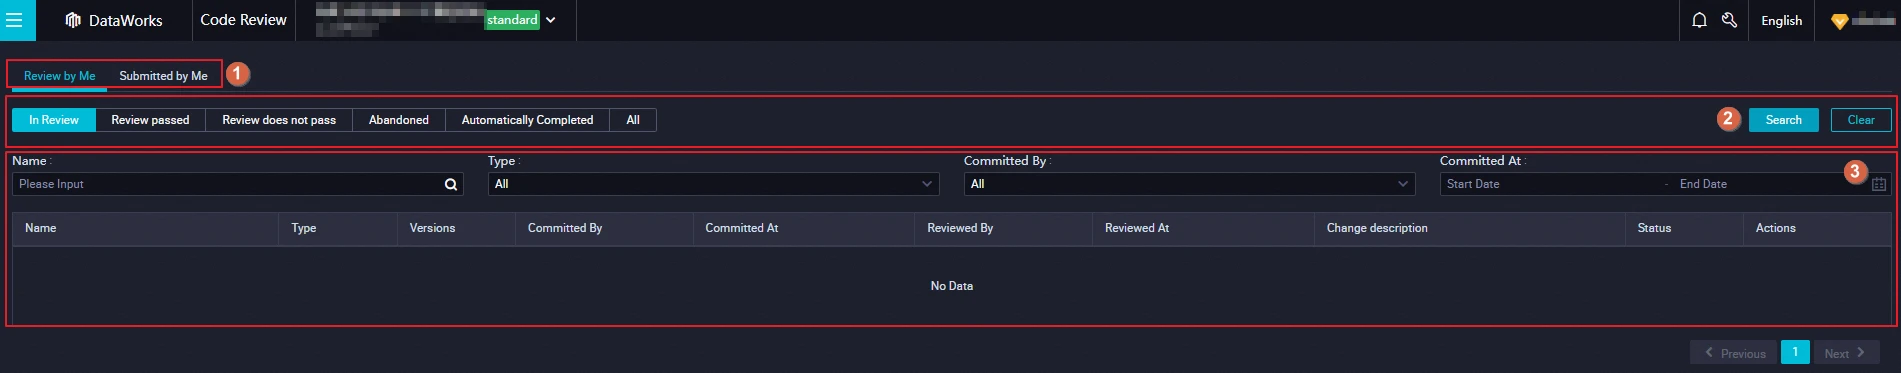 DataWorks Code Review standard English
Review by Me Submitted by Me 1
In Review Review passed Review does not pass Abandoned Automatically Completed All 2 Search Clear
Name : Type : Committed By : Committed At : 3
Please Input All All Start Date - End Date
Name Type Versions Committed By Committed At Reviewed By Reviewed At Change description Status Actions
No Data
Previous 1 Next